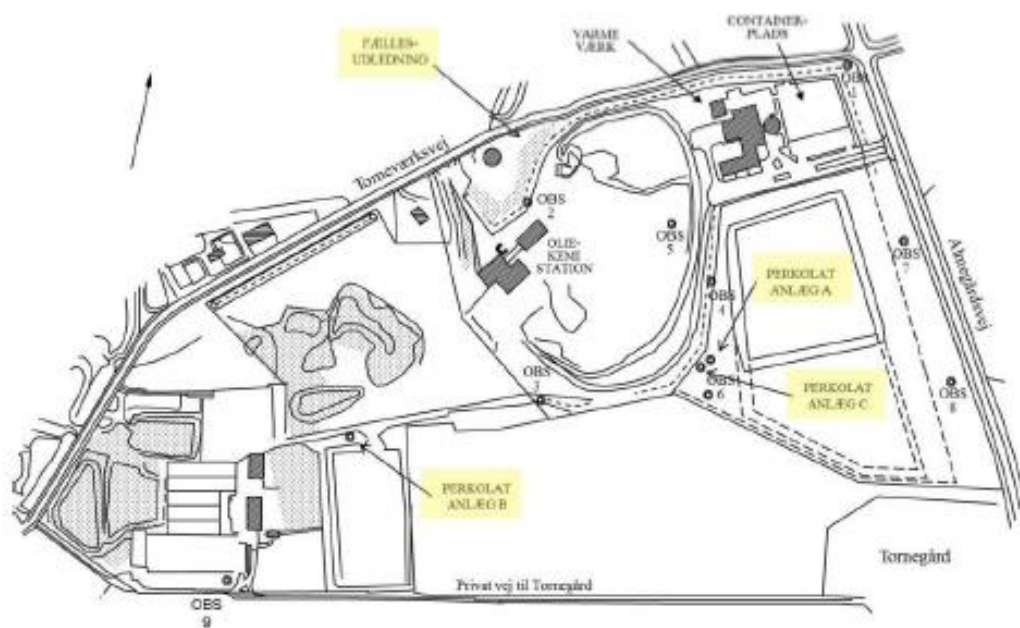 CONTAINER-
PLADS
VARME
VÆRK
FÆLLES-
UDLEDNING
OBS
1
Torneværksvej
OBS
2
OLIE-
KEMI
STATION
OBS
5
OBS
7
Almegårdsvej
PERKOLAT
ANLÆG A
OBS
4
OBS
3
OBS
6
PERKOLAT
ANLÆG C
OBS
8
PERKOLAT
ANLÆG B
Tornegård
Privat vej til Tornegård
OBS
9